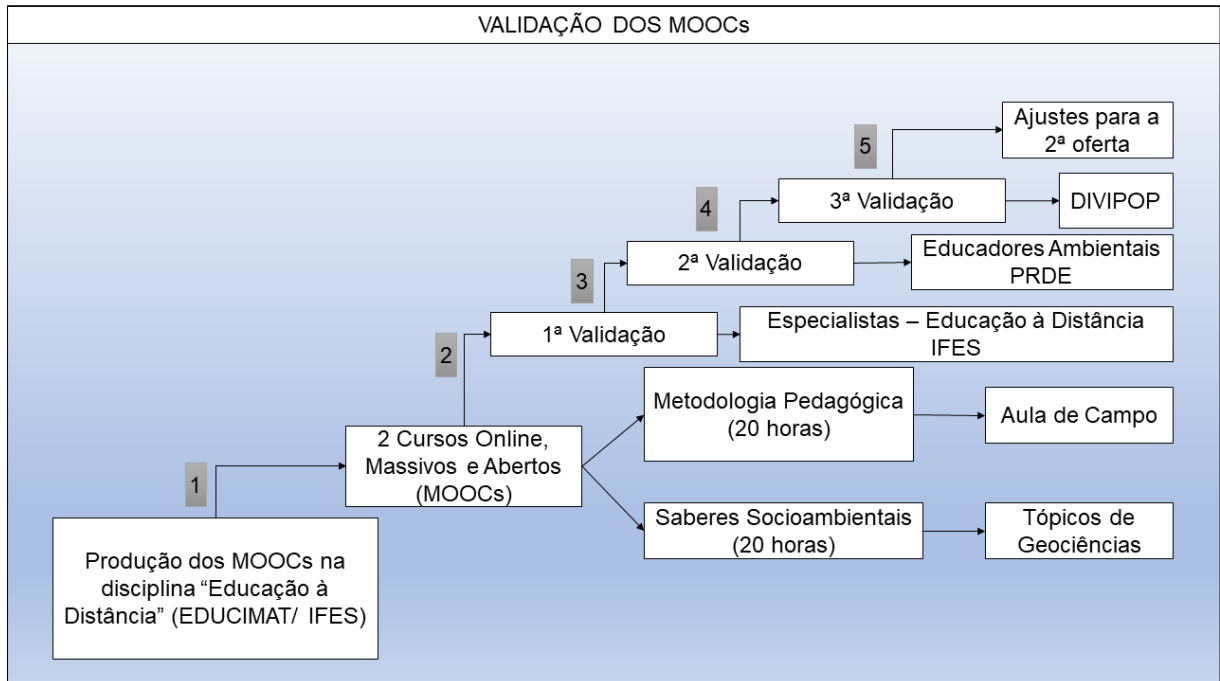 VALIDAÇÃO DOS MOOCs
5
Ajustes para a
2ª oferta
4
3ª Validação
DIVIPOP
3
2ª Validação
Educadores Ambientais
PRDE
2
1ª Validação
Especialistas – Educação à Distância
IFES
1
2 Cursos Online,
Massivos e Abertos
(MOOCs)
Metodologia Pedagógica
(20 horas)
Aula de Campo
Saberes Socioambientais
(20 horas)
Tópicos de
Geociências
Produção dos MOOCs na
disciplina “Educação à
Distância” (EDUCIMAT/ IFES)